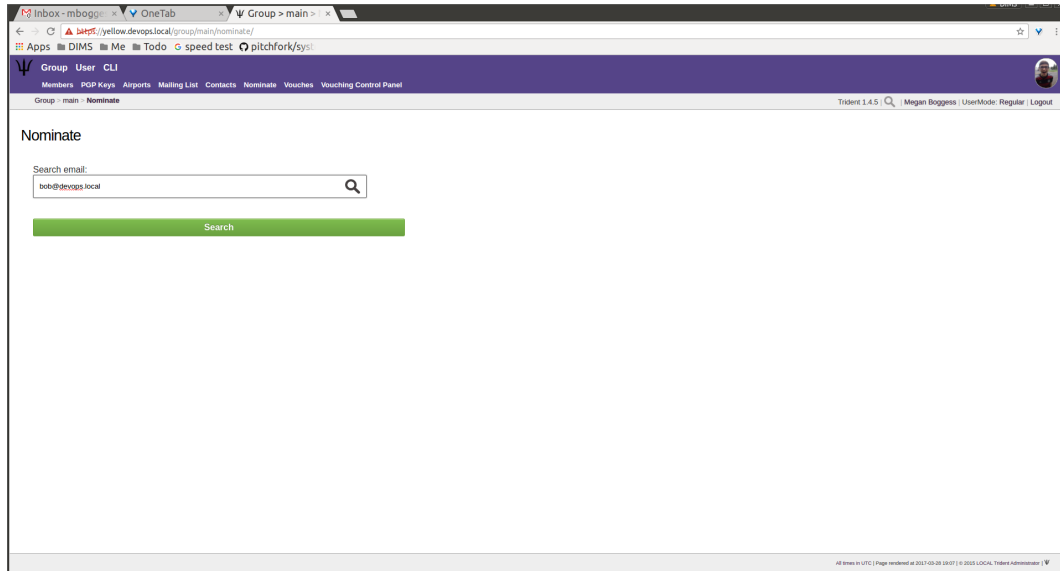 Inbox - mbogge
OneTab
Ψ Group > main >
https://yellow.devops.local/group/main/nominate/
Apps DIMS Me Todo speed test pitchfork/syst
Group User CLI
Members PGP Keys Airports Mailing List Contacts Nominate Vouches Vouching Control Panel
Group > main > Nominate
Trident 1.4.5 | | Megan Boggess | UserMode: Regular | Logout
Nominate
Search email:
bob@devops.local
Search
All times in UTC | Page rendered at 2017-03-28 19:07 | © 2015 LOCAL Trident Administrator | Ψ